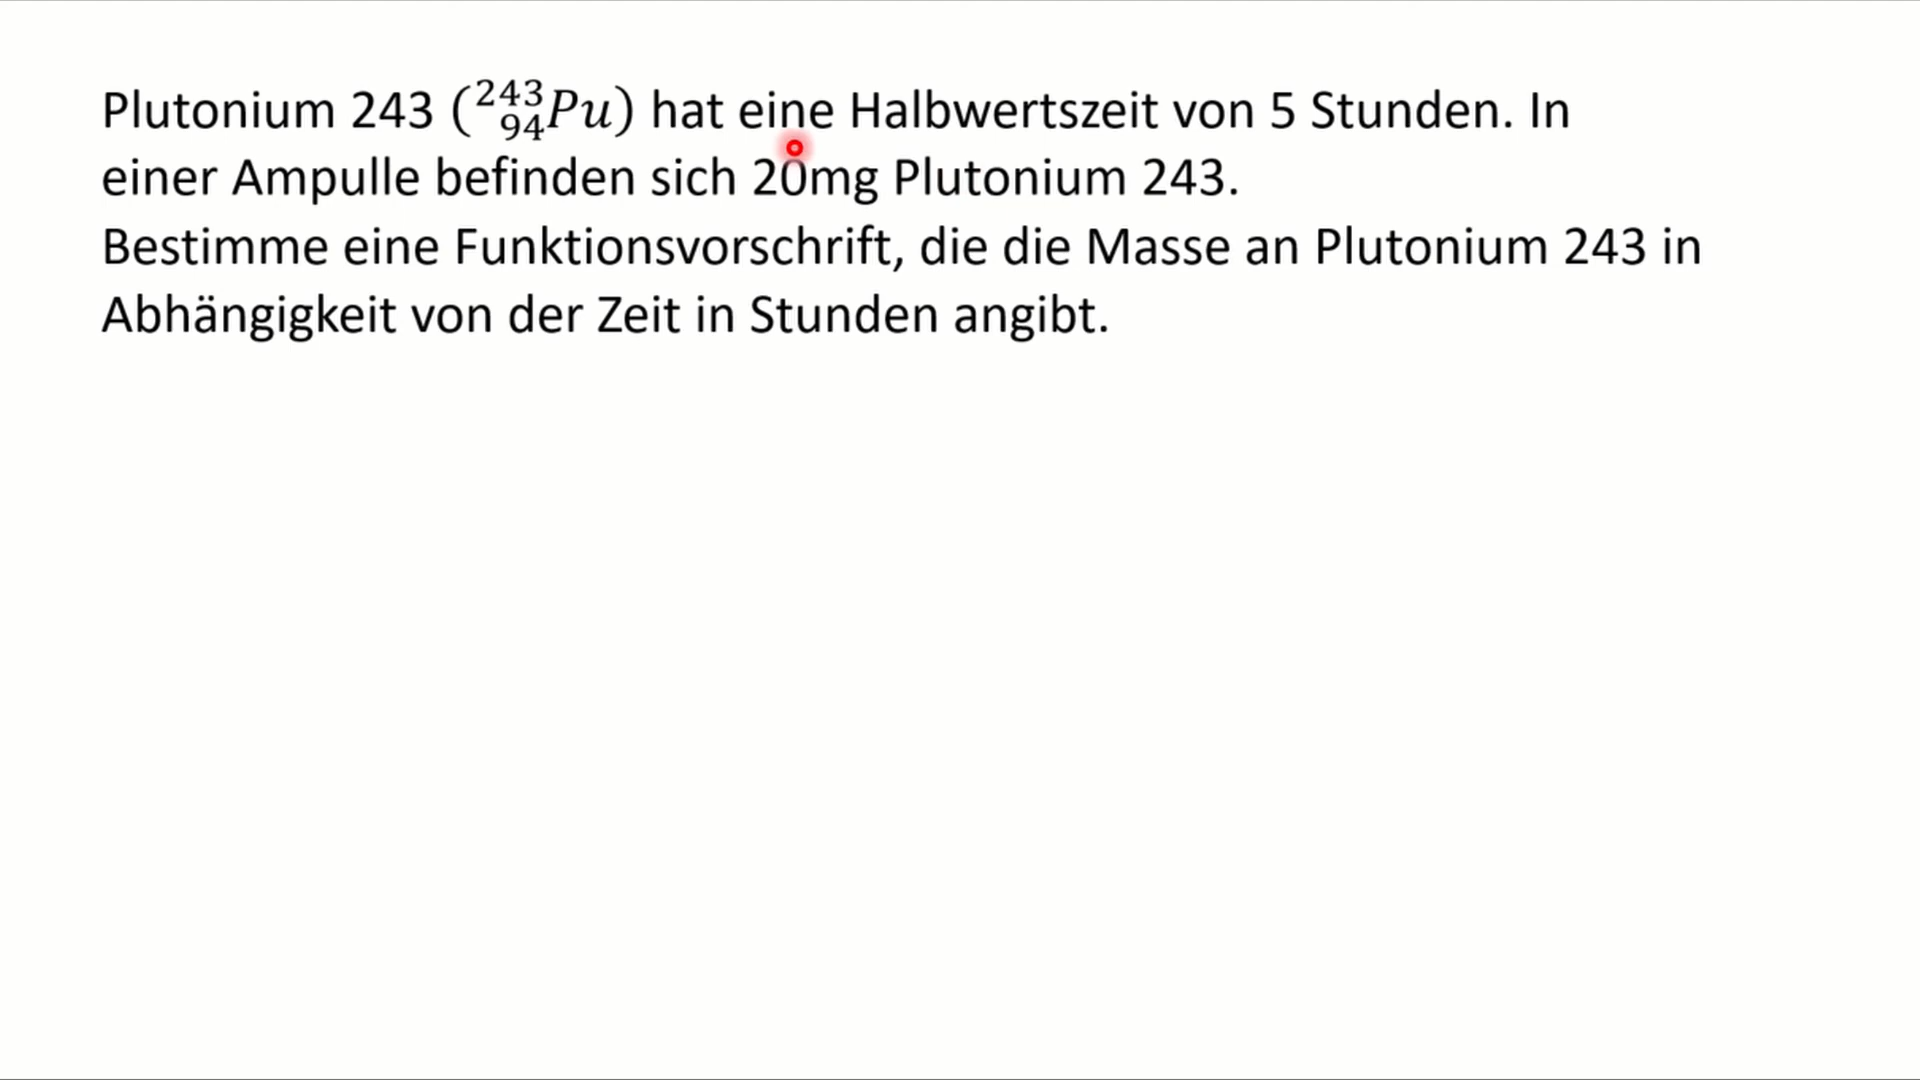 Plutonium 243 (²⁴³₉₄Pu) hat eine Halbwertszeit von 5 Stunden. In
einer Ampulle befinden sich 20mg Plutonium 243.
Bestimme eine Funktionsvorschrift, die die Masse an Plutonium 243 in
Abhängigkeit von der Zeit in Stunden angibt.